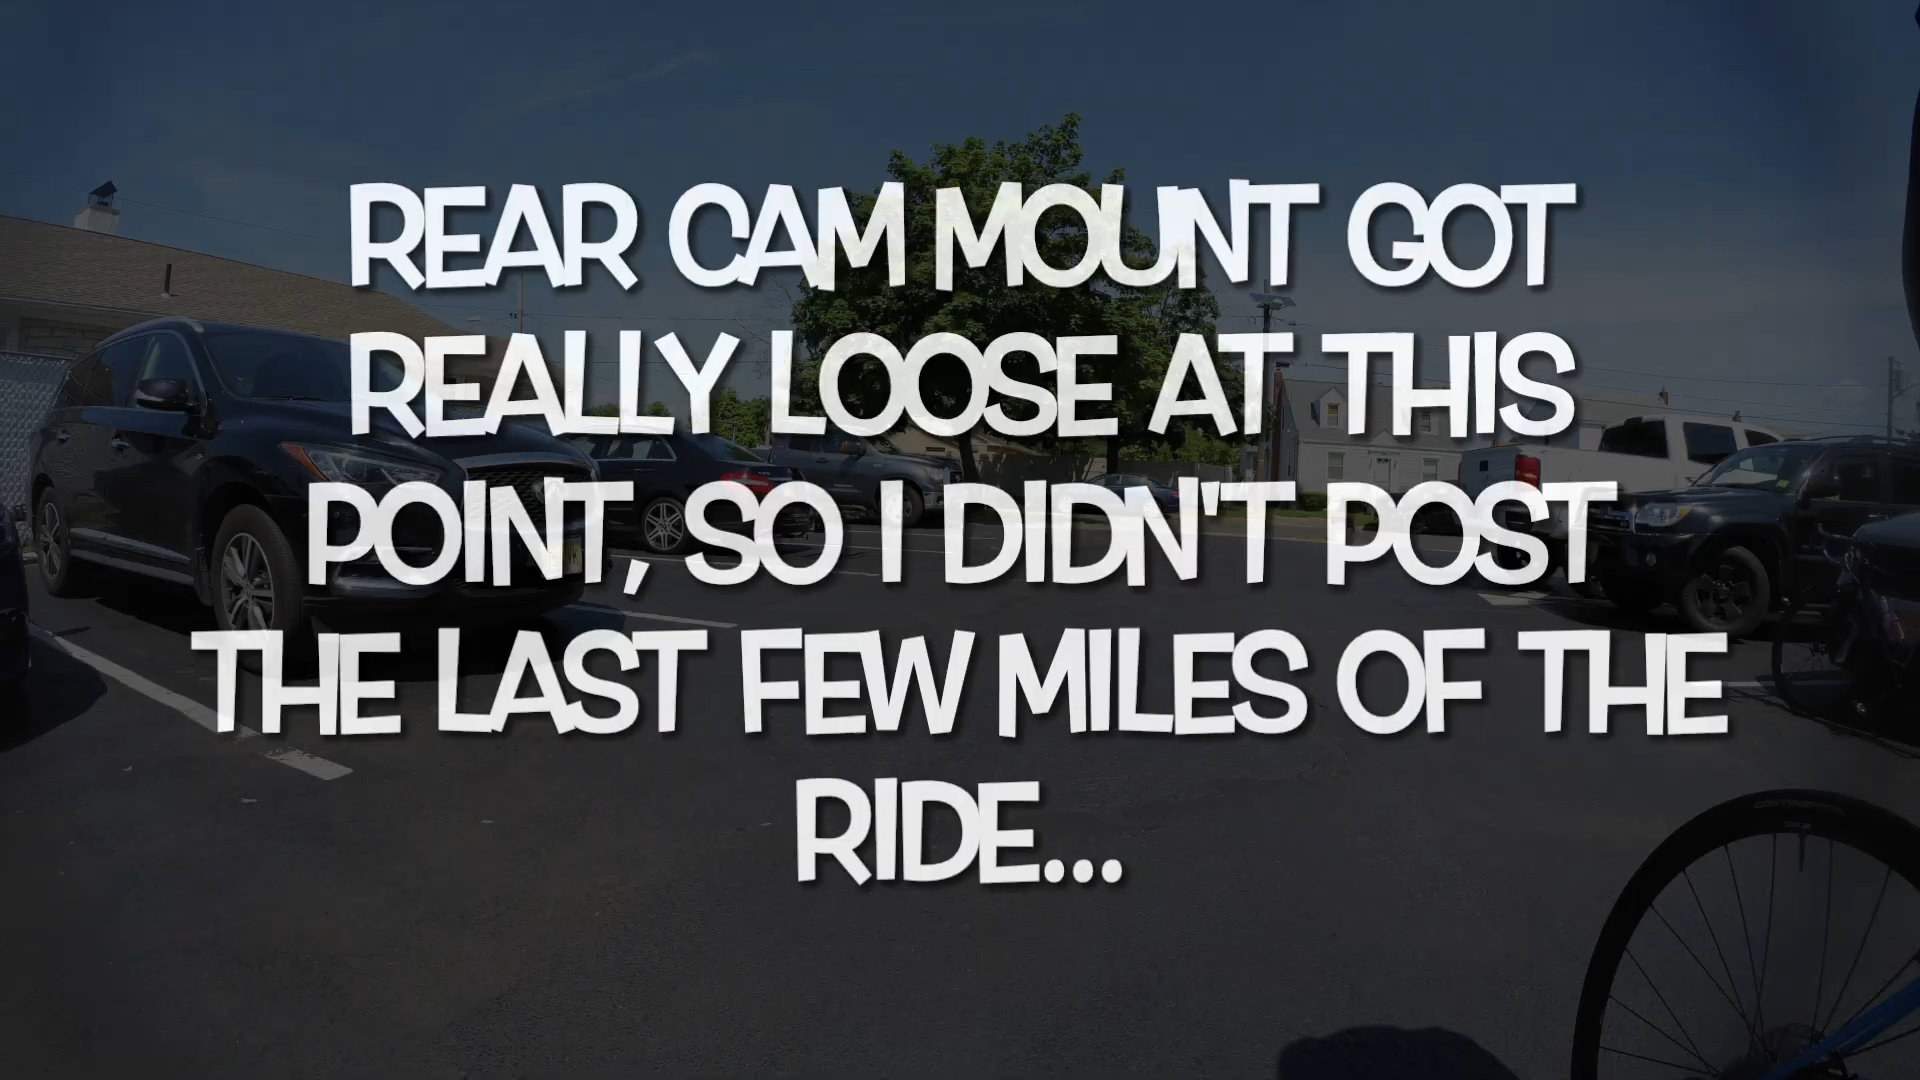 REAR CAM MOUNT GOT
REALLY LOOSE AT THIS
POINT, SO I DIDN'T POST
THE LAST FEW MILES OF THE
RIDE...